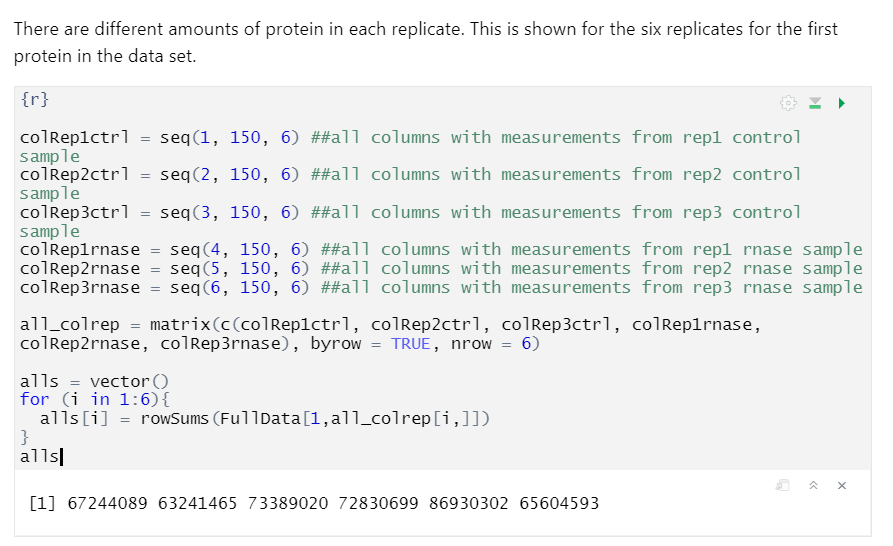 There are different amounts of protein in each replicate. This is shown for the six replicates for the first
protein in the data set.
{r}
colRep1ctrl = seq(1, 150, 6) ##all columns with measurements from rep1 control
sample
colRep2ctrl = seq(2, 150, 6) ##all columns with measurements from rep2 control
sample
colRep3ctrl = seq(3, 150, 6) ##all columns with measurements from rep3 control
sample
colRep1rnase = seq(4, 150, 6) ##all columns with measurements from rep1 rnase sample
colRep2rnase = seq(5, 150, 6) ##all columns with measurements from rep2 rnase sample
colRep3rnase = seq(6, 150, 6) ##all columns with measurements from rep3 rnase sample
all_colrep = matrix(c(colRep1ctrl, colRep2ctrl, colRep3ctrl, colRep1rnase,
colRep2rnase, colRep3rnase), byrow = TRUE, nrow = 6)
alls = vector()
for (i in 1:6){
  alls[i] = rowSums(FullData[1,all_colrep[i,]])
}
alls
[1] 67244089 63241465 73389020 72830699 86930302 65604593